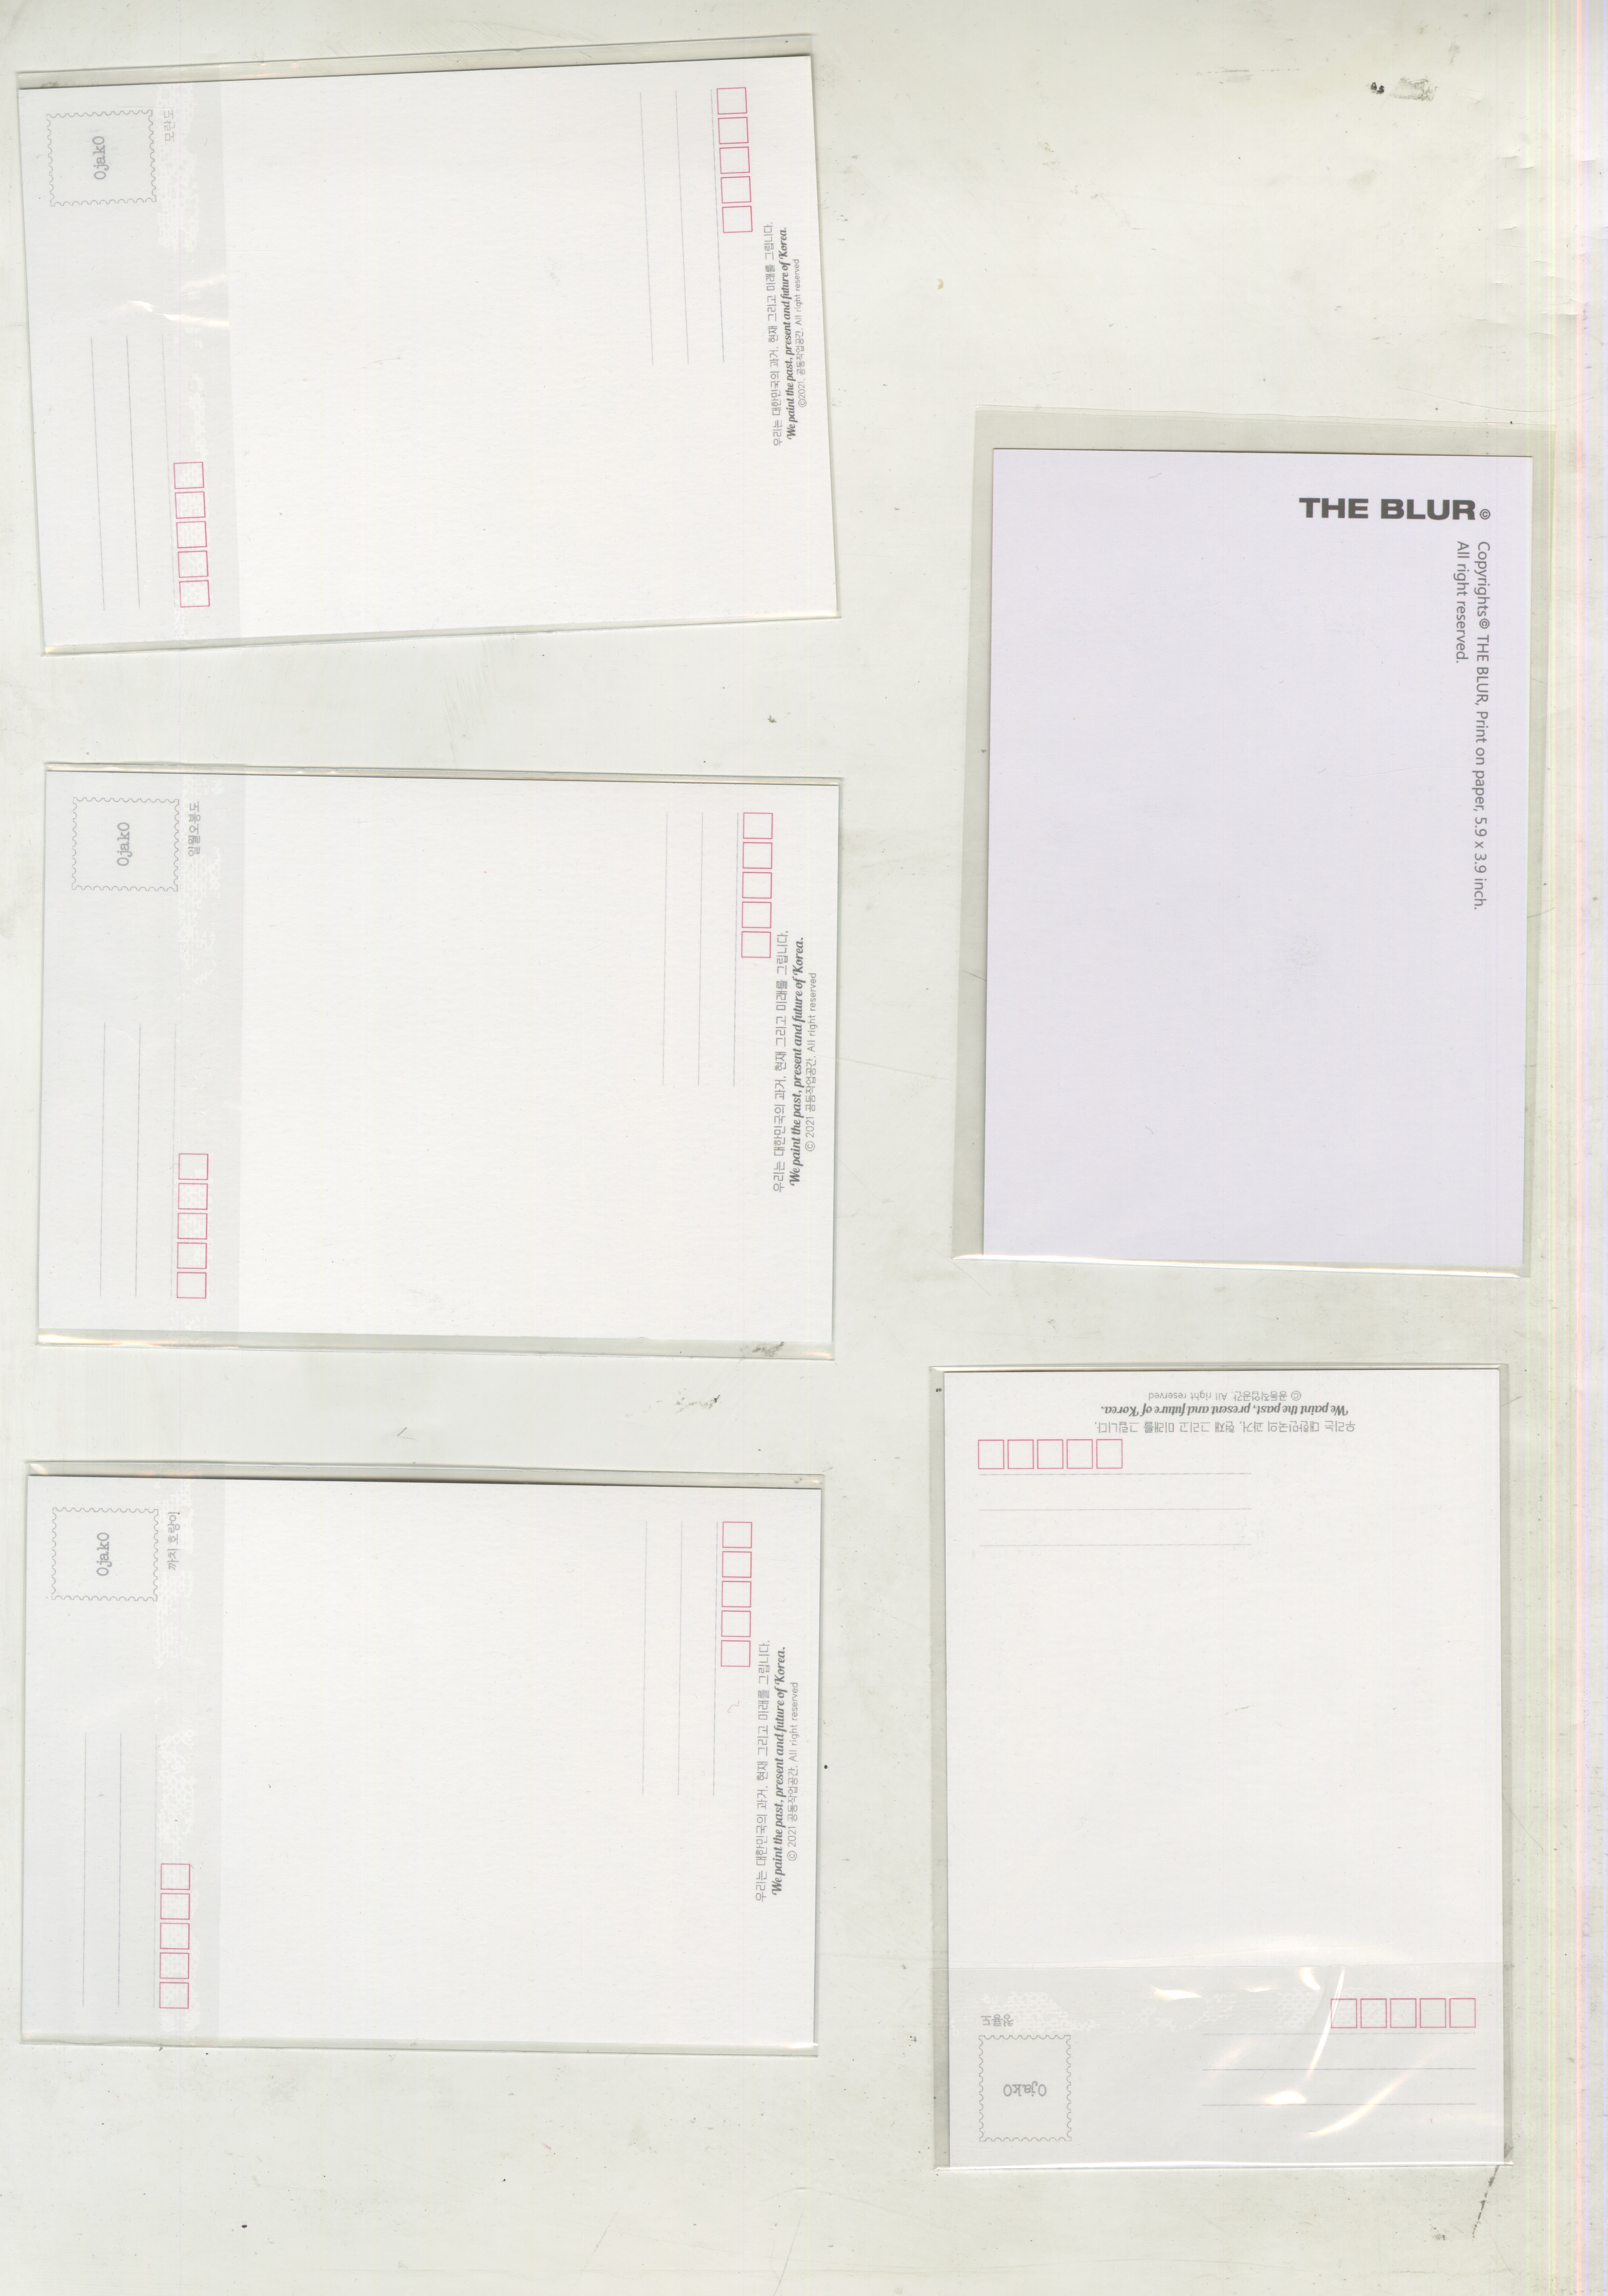 OjakO
모란도
우리는 대한민국의 과거, 현재 그리고 미래를 그립니다.
We paint the past, present and future of Korea.
©2021. 공동작업공간. All right reserved
OjakO
일월오봉도
우리는 대한민국의 과거, 현재 그리고 미래를 그립니다.
We paint the past, present and future of Korea.
© 2021 공동작업공간. All right reserved
OjakO
까치 호랑이
우리는 대한민국의 과거, 현재 그리고 미래를 그립니다.
We paint the past, present and future of Korea.
© 2021 공동작업공간. All right reserved
THE BLUR©
Copyrights© THE BLUR, Print on paper, 5.9 x 3.9 inch.
All right reserved.
OjakO
청룡도
우리는 대한민국의 과거, 현재 그리고 미래를 그립니다.
We paint the past, present and future of Korea.
© 공동작업공간. All right reserved